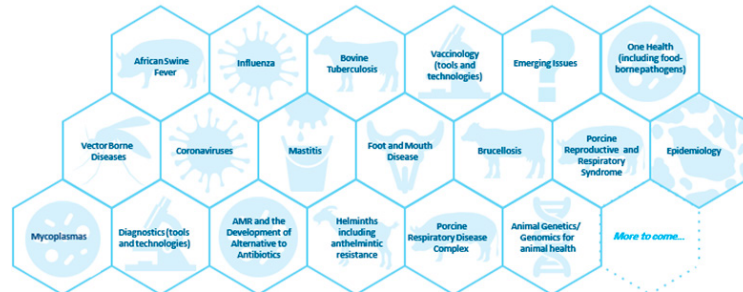 African Swine
Fever
Influenza
Bovine
Tuberculosis
Vaccinology
(tools and
technologies)
Emerging Issues
One Health
(including food-
borne pathogens)
Vector Borne
Diseases
Coronaviruses
Mastitis
Foot and Mouth
Disease
Brucellosis
Porcine
Reproductive and
Respiratory
Syndrome
Epidemiology
Mycoplasmas
Diagnostics (tools
and technologies)
AMR and the
Development of
Alternative to
Antibiotics
Helminths
including
anthelmintic
resistance
Porcine
Respiratory Disease
Complex
Animal Genetics/
Genomics for
animal health
More to come...